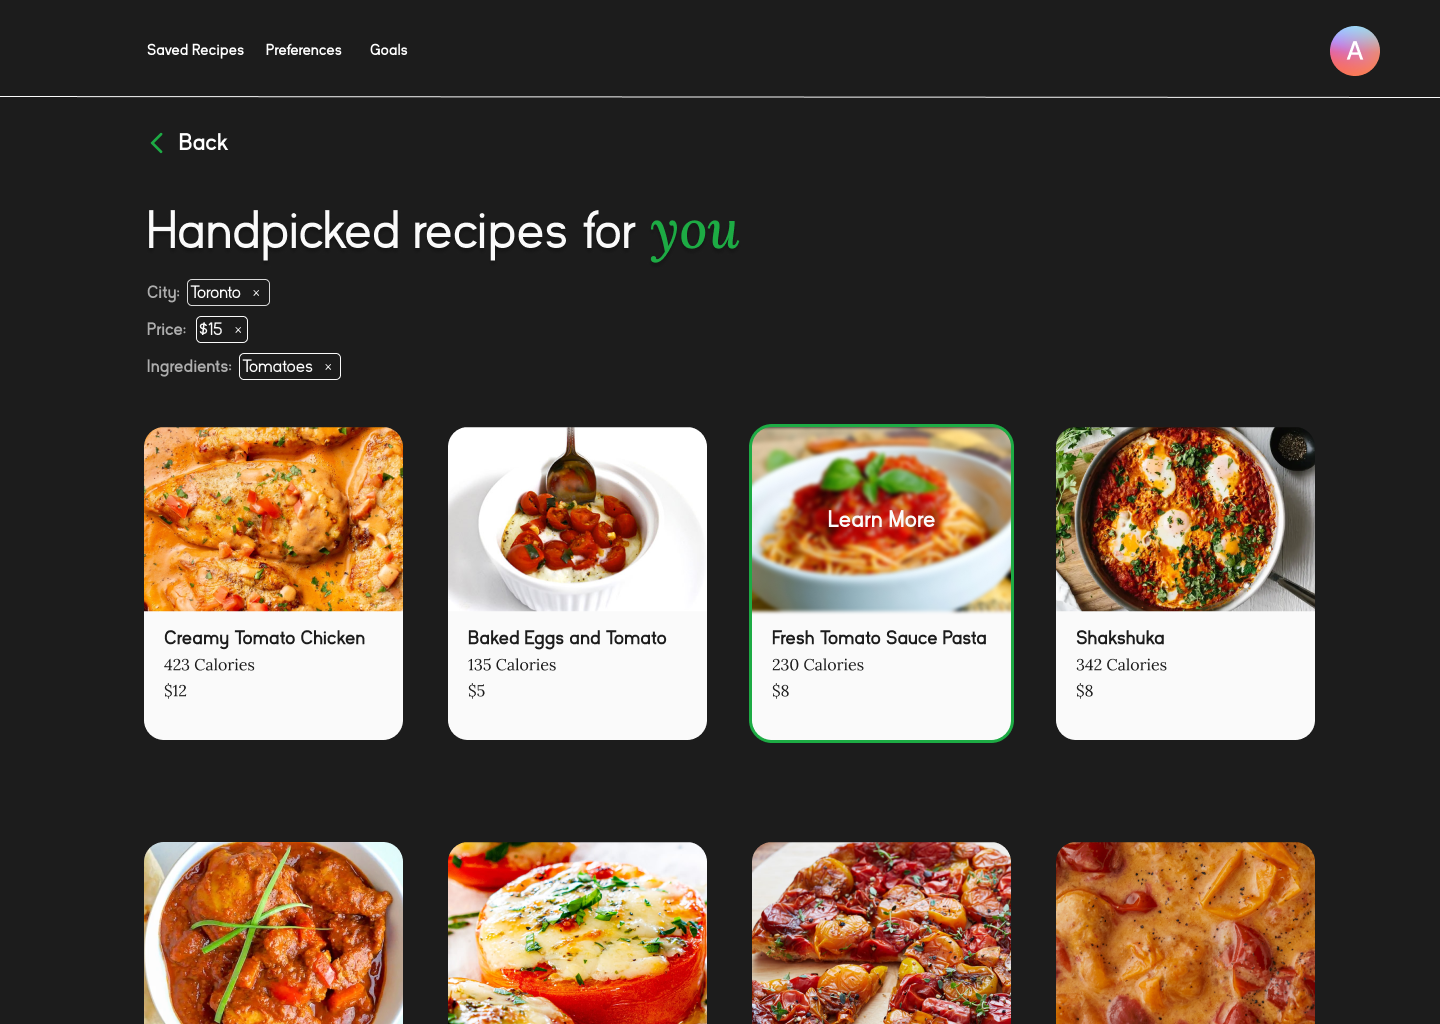 Saved Recipes Preferences Goals A
Back
Handpicked recipes for you
City: Toronto ×
Price: $15 ×
Ingredients: Tomatoes ×
Learn More
Creamy Tomato Chicken
423 Calories
$12
Baked Eggs and Tomato
135 Calories
$5
Fresh Tomato Sauce Pasta
230 Calories
$8
Shakshuka
342 Calories
$8